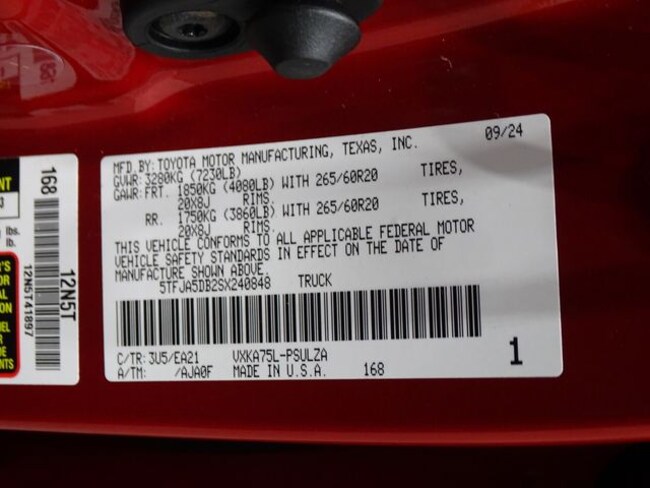 MFD.BY:TOYOTA MOTOR MANUFACTURING, TEXAS, INC. 09/24
GVWR:3280KG (7230LB)
GAWR:FRT. 1850KG (4080LB) WITH 265/60R20 TIRES,
20X8J RIMS.
RR. 1750KG (3860LB) WITH 265/60R20 TIRES,
20X8J RIMS.
THIS VEHICLE CONFORMS TO ALL APPLICABLE FEDERAL MOTOR
VEHICLE SAFETY STANDARDS IN EFFECT ON THE DATE OF
MANUFACTURE SHOWN ABOVE.
5TFJA5DB2SX240848 TRUCK
C/TR:3U5/EA21 VXKA75L-PSULZA
A/TM: /AJA0F MADE IN U.S.A. 168
1
168
12N5T
12N5TA1897
lbs.
lb.